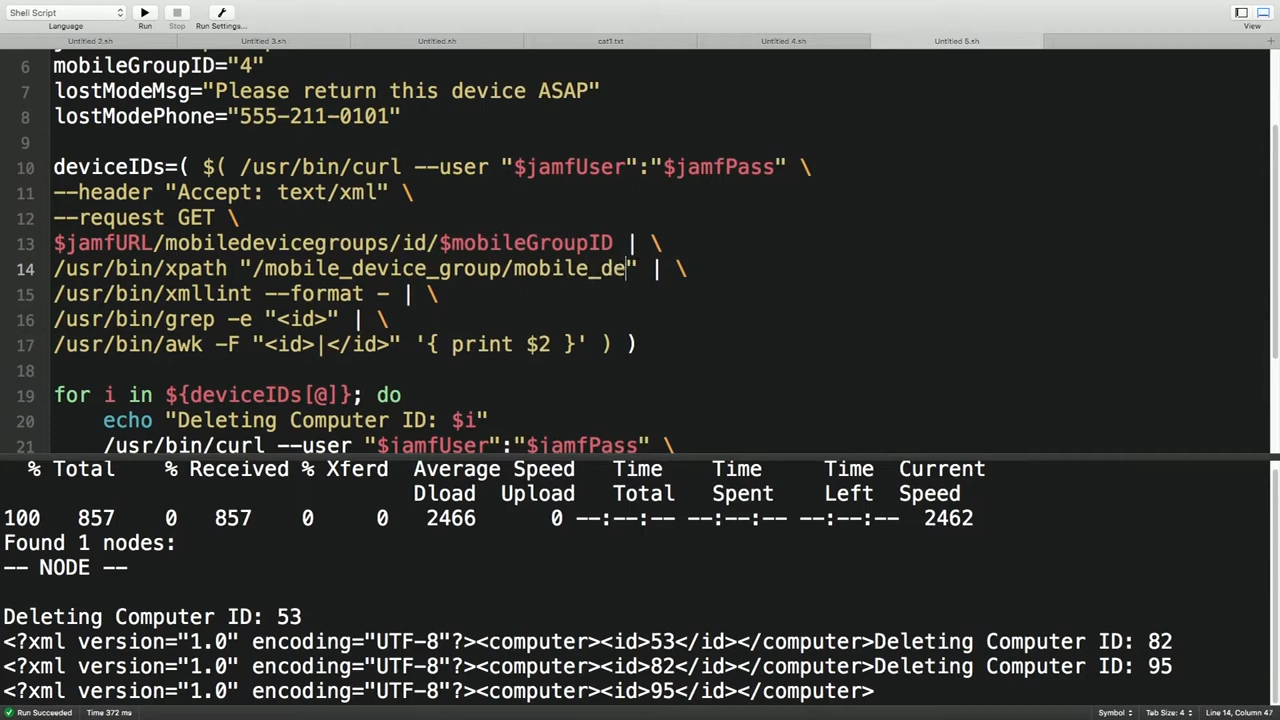 Shell Script
Language Run Stop Run Settings... View
Untitled 2.sh Untitled 3.sh Untitled.sh cat1.txt Untitled 4.sh Untitled 5.sh
6 mobileGroupID="4"
7 lostModeMsg="Please return this device ASAP"
8 lostModePhone="555-211-0101"
9
10 deviceIDs=( $( /usr/bin/curl --user "$jamfUser":"$jamfPass" \
11 --header "Accept: text/xml" \
12 --request GET \
13 $jamfURL/mobiledevicegroups/id/$mobileGroupID | \
14 /usr/bin/xpath "/mobile_device_group/mobile_de" | \
15 /usr/bin/xmllint --format - | \
16 /usr/bin/grep -e "<id>" | \
17 /usr/bin/awk -F "<id>|</id>" '{ print $2 }' ) )
18
19 for i in ${deviceIDs[@]}; do
20 echo "Deleting Computer ID: $i"
21 /usr/bin/curl --user "$jamfUser":"$jamfPass" \
% Total % Received % Xferd Average Speed Time Time Time Current
Dload Upload Total Spent Left Speed
100 857 0 857 0 0 2466 0 --:--:-- --:--:-- --:--:-- 2462
Found 1 nodes:
-- NODE --
Deleting Computer ID: 53
<?xml version="1.0" encoding="UTF-8"?><computer><id>53</id></computer>Deleting Computer ID: 82
<?xml version="1.0" encoding="UTF-8"?><computer><id>82</id></computer>Deleting Computer ID: 95
<?xml version="1.0" encoding="UTF-8"?><computer><id>95</id></computer>
Run Succeeded Time 372 ms Symbol Tab Size: 4 Line 14, Column 47